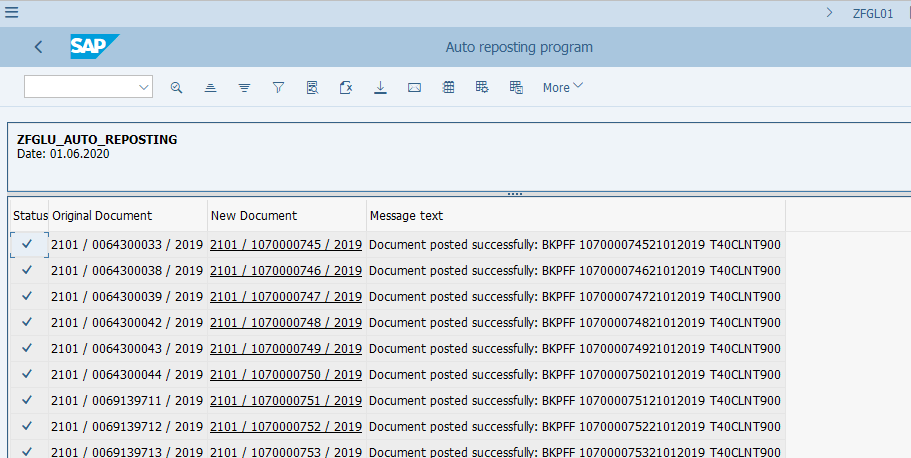 ZFGL01
SAP Auto reposting program
More
ZFGLU_AUTO_REPOSTING
Date: 01.06.2020
Status Original Document New Document Message text
2101 / 0064300033 / 2019 2101 / 1070000745 / 2019 Document posted successfully: BKPFF 107000074521012019 T40CLNT900
2101 / 0064300038 / 2019 2101 / 1070000746 / 2019 Document posted successfully: BKPFF 107000074621012019 T40CLNT900
2101 / 0064300039 / 2019 2101 / 1070000747 / 2019 Document posted successfully: BKPFF 107000074721012019 T40CLNT900
2101 / 0064300042 / 2019 2101 / 1070000748 / 2019 Document posted successfully: BKPFF 107000074821012019 T40CLNT900
2101 / 0064300043 / 2019 2101 / 1070000749 / 2019 Document posted successfully: BKPFF 107000074921012019 T40CLNT900
2101 / 0064300044 / 2019 2101 / 1070000750 / 2019 Document posted successfully: BKPFF 107000075021012019 T40CLNT900
2101 / 0069139711 / 2019 2101 / 1070000751 / 2019 Document posted successfully: BKPFF 107000075121012019 T40CLNT900
2101 / 0069139712 / 2019 2101 / 1070000752 / 2019 Document posted successfully: BKPFF 107000075221012019 T40CLNT900
2101 / 0069139713 / 2019 2101 / 1070000753 / 2019 Document posted successfully: BKPFF 107000075321012019 T40CLNT900